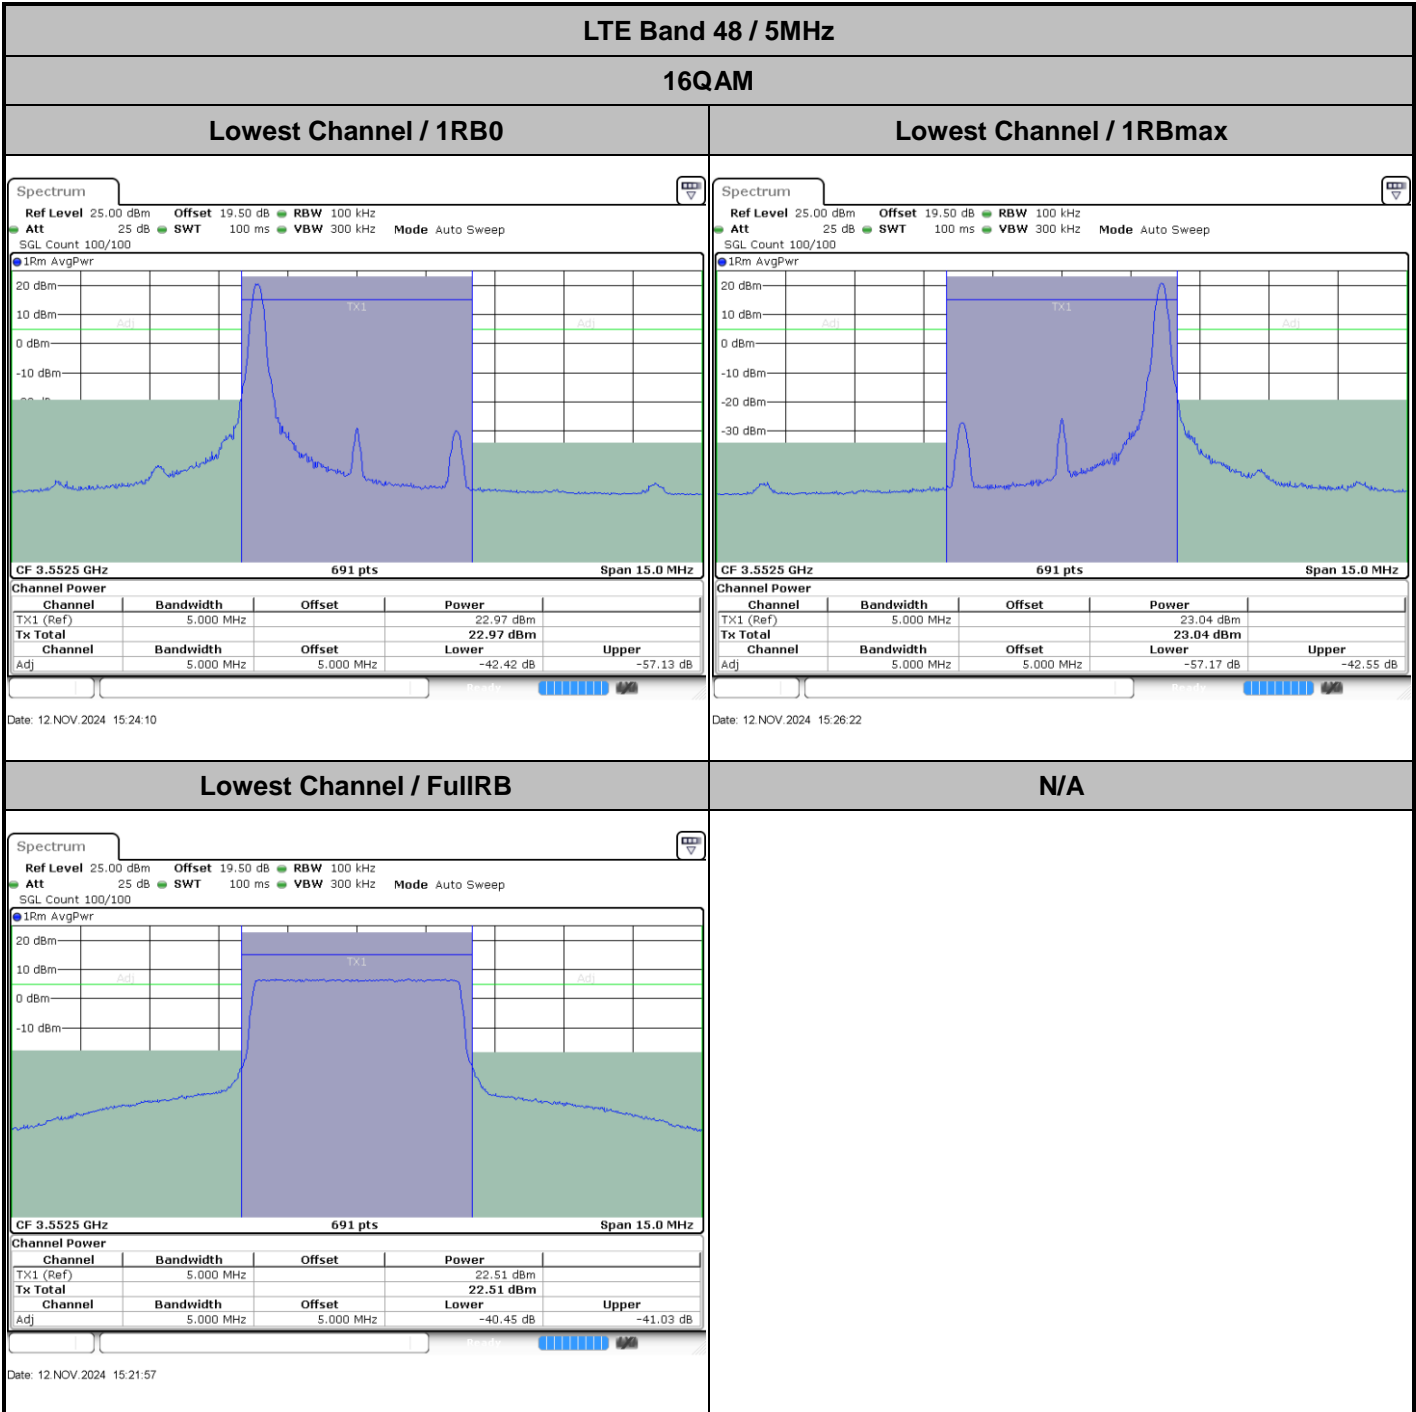 LTE Band 48 / 5MHz
16QAM
Lowest Channel / 1RB0
Lowest Channel / 1RBmax
Spectrum
Ref Level 25.00 dBm Offset 19.50 dB RBW 100 kHz
Att 25 dB SWT 100 ms VBW 300 kHz Mode Auto Sweep
SGL Count 100/100
1Rm AvgPwr
20 dBm
TX1
10 dBm
Adj
Adj
0 dBm
-10 dBm
CF 3.5525 GHz 691 pts Span 15.0 MHz
Channel Power
Channel Bandwidth Offset Power
TX1 (Ref) 5.000 MHz 22.97 dBm
Tx Total 22.97 dBm
Channel Bandwidth Offset Lower Upper
Adj 5.000 MHz 5.000 MHz -42.42 dB -57.13 dB
Ready
Date: 12.NOV.2024 15:24:10
Spectrum
Ref Level 25.00 dBm Offset 19.50 dB RBW 100 kHz
Att 25 dB SWT 100 ms VBW 300 kHz Mode Auto Sweep
SGL Count 100/100
1Rm AvgPwr
20 dBm
TX1
10 dBm
Adj
Adj
0 dBm
-10 dBm
-20 dBm
-30 dBm
CF 3.5525 GHz 691 pts Span 15.0 MHz
Channel Power
Channel Bandwidth Offset Power
TX1 (Ref) 5.000 MHz 23.04 dBm
Tx Total 23.04 dBm
Channel Bandwidth Offset Lower Upper
Adj 5.000 MHz 5.000 MHz -57.17 dB -42.55 dB
Ready
Date: 12.NOV.2024 15:26:22
Lowest Channel / FullRB
N/A
Spectrum
Ref Level 25.00 dBm Offset 19.50 dB RBW 100 kHz
Att 25 dB SWT 100 ms VBW 300 kHz Mode Auto Sweep
SGL Count 100/100
1Rm AvgPwr
20 dBm
TX1
10 dBm
Adj
Adj
0 dBm
-10 dBm
CF 3.5525 GHz 691 pts Span 15.0 MHz
Channel Power
Channel Bandwidth Offset Power
TX1 (Ref) 5.000 MHz 22.51 dBm
Tx Total 22.51 dBm
Channel Bandwidth Offset Lower Upper
Adj 5.000 MHz 5.000 MHz -40.45 dB -41.03 dB
Ready
Date: 12.NOV.2024 15:21:57